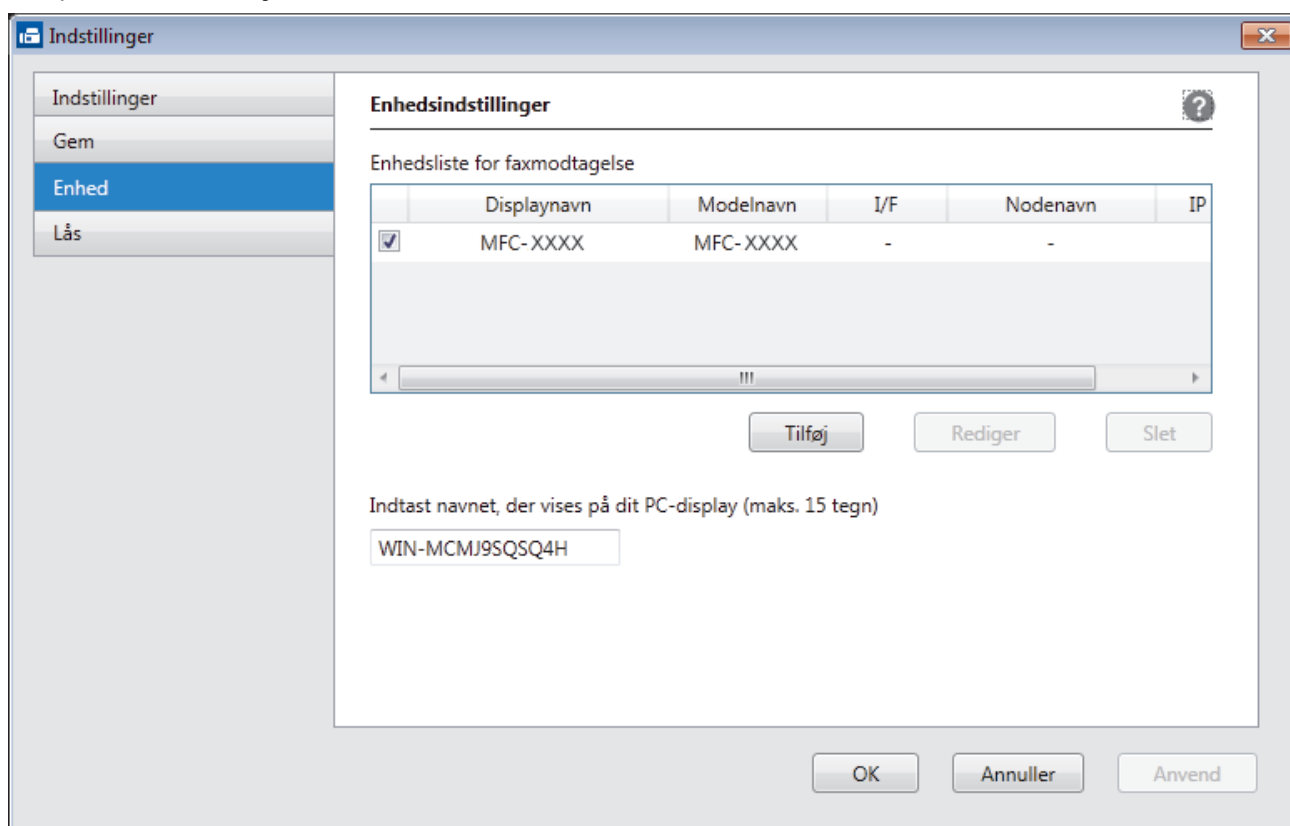 Indstillinger
Indstillinger
Gem
Enhed
Lås
Enhedsindstillinger
?
Enhedsliste for faxmodtagelse
Displaynavn Modelnavn I/F Nodenavn IP
MFC-XXXX MFC-XXXX - -
Tilføj Rediger Slet
Indtast navnet, der vises på dit PC-display (maks. 15 tegn)
WIN-MCMJ9SQSQ4H
OK Annuller Anvend